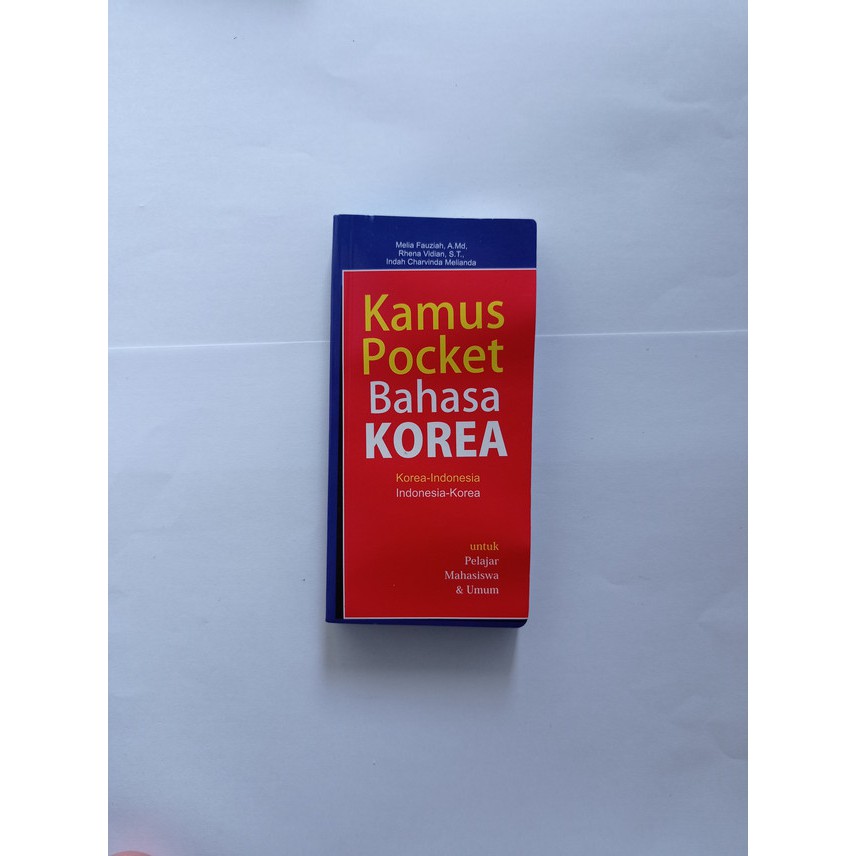 Melia Fauziah, A.Md,
Rhena Vidian, S.T.,
Indah Charvinda Melianda
Kamus
Pocket
Bahasa
KOREA
Korea-Indonesia
Indonesia-Korea
untuk
Pelajar
Mahasiswa
& Umum